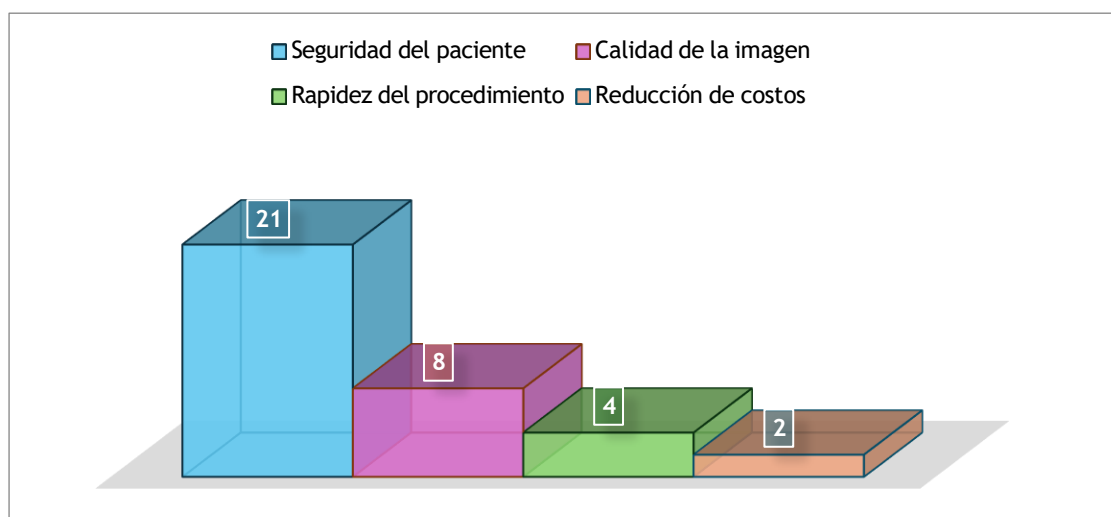 Seguridad del paciente Calidad de la imagen
Rapidez del procedimiento Reducción de costos
21
8
4
2